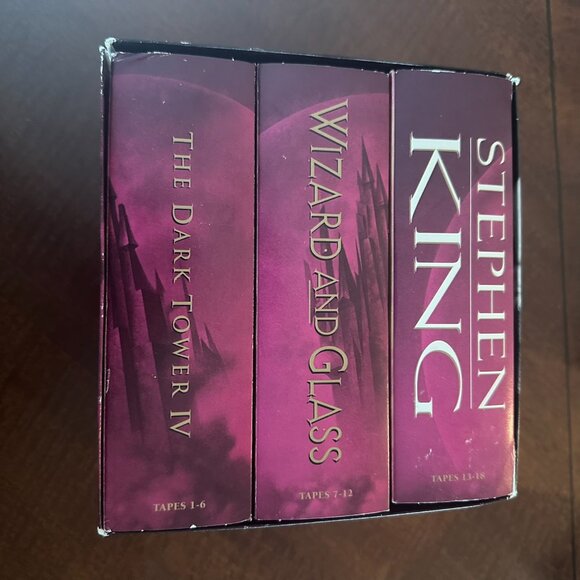 THE DARK TOWER IV
TAPES 1-6
WIZARD AND GLASS
TAPES 7-12
STEPHEN
KING
TAPES 13-18